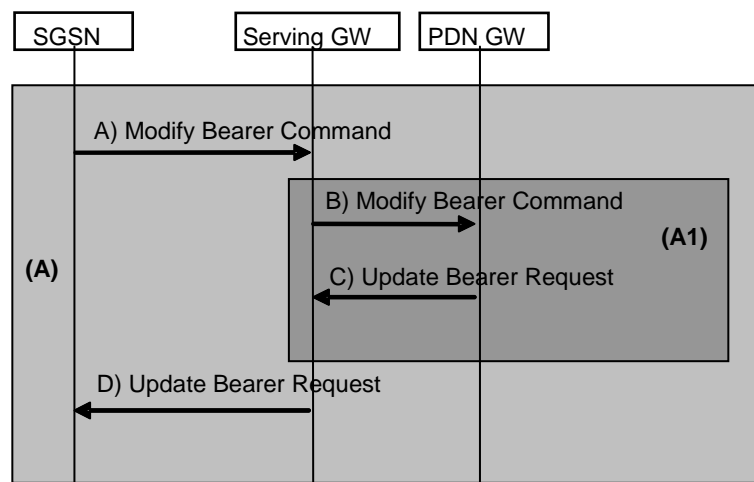 SGSN Serving GW PDN GW
A) Modify Bearer Command
B) Modify Bearer Command
(A1)
(A)
C) Update Bearer Request
D) Update Bearer Request